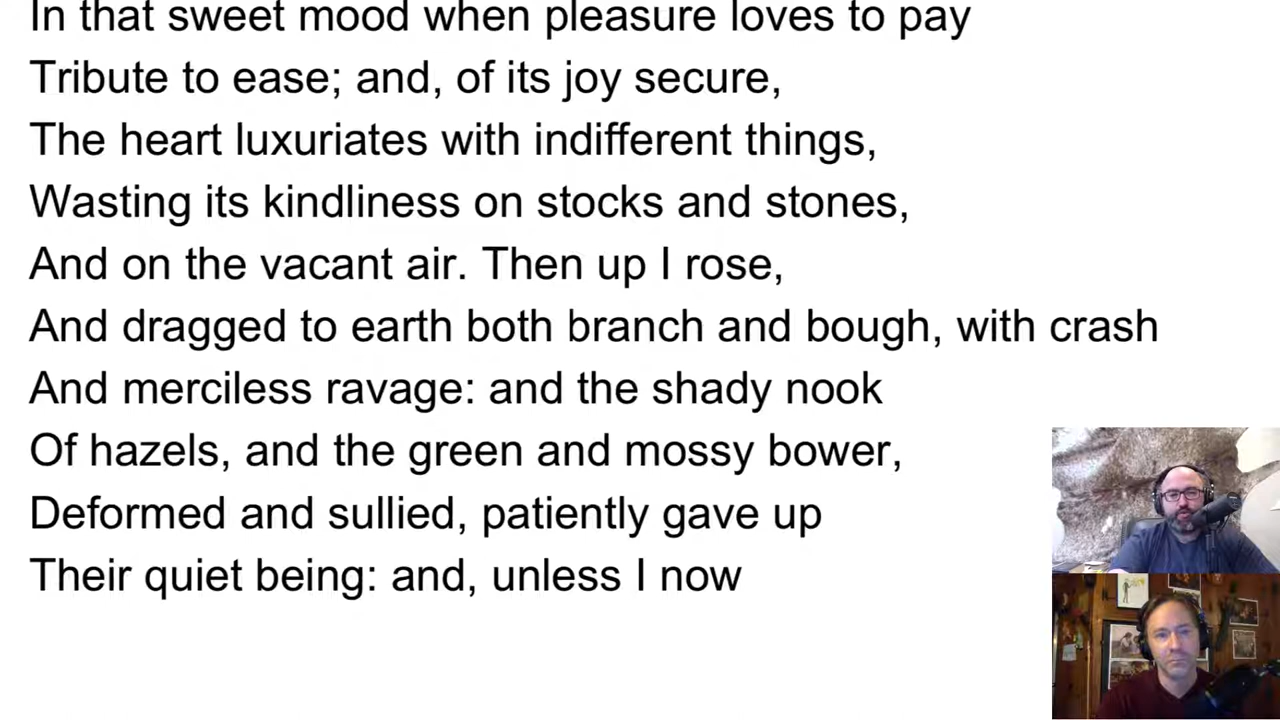 In that sweet mood when pleasure loves to pay
Tribute to ease; and, of its joy secure,
The heart luxuriates with indifferent things,
Wasting its kindliness on stocks and stones,
And on the vacant air. Then up I rose,
And dragged to earth both branch and bough, with crash
And merciless ravage: and the shady nook
Of hazels, and the green and mossy bower,
Deformed and sullied, patiently gave up
Their quiet being: and, unless I now